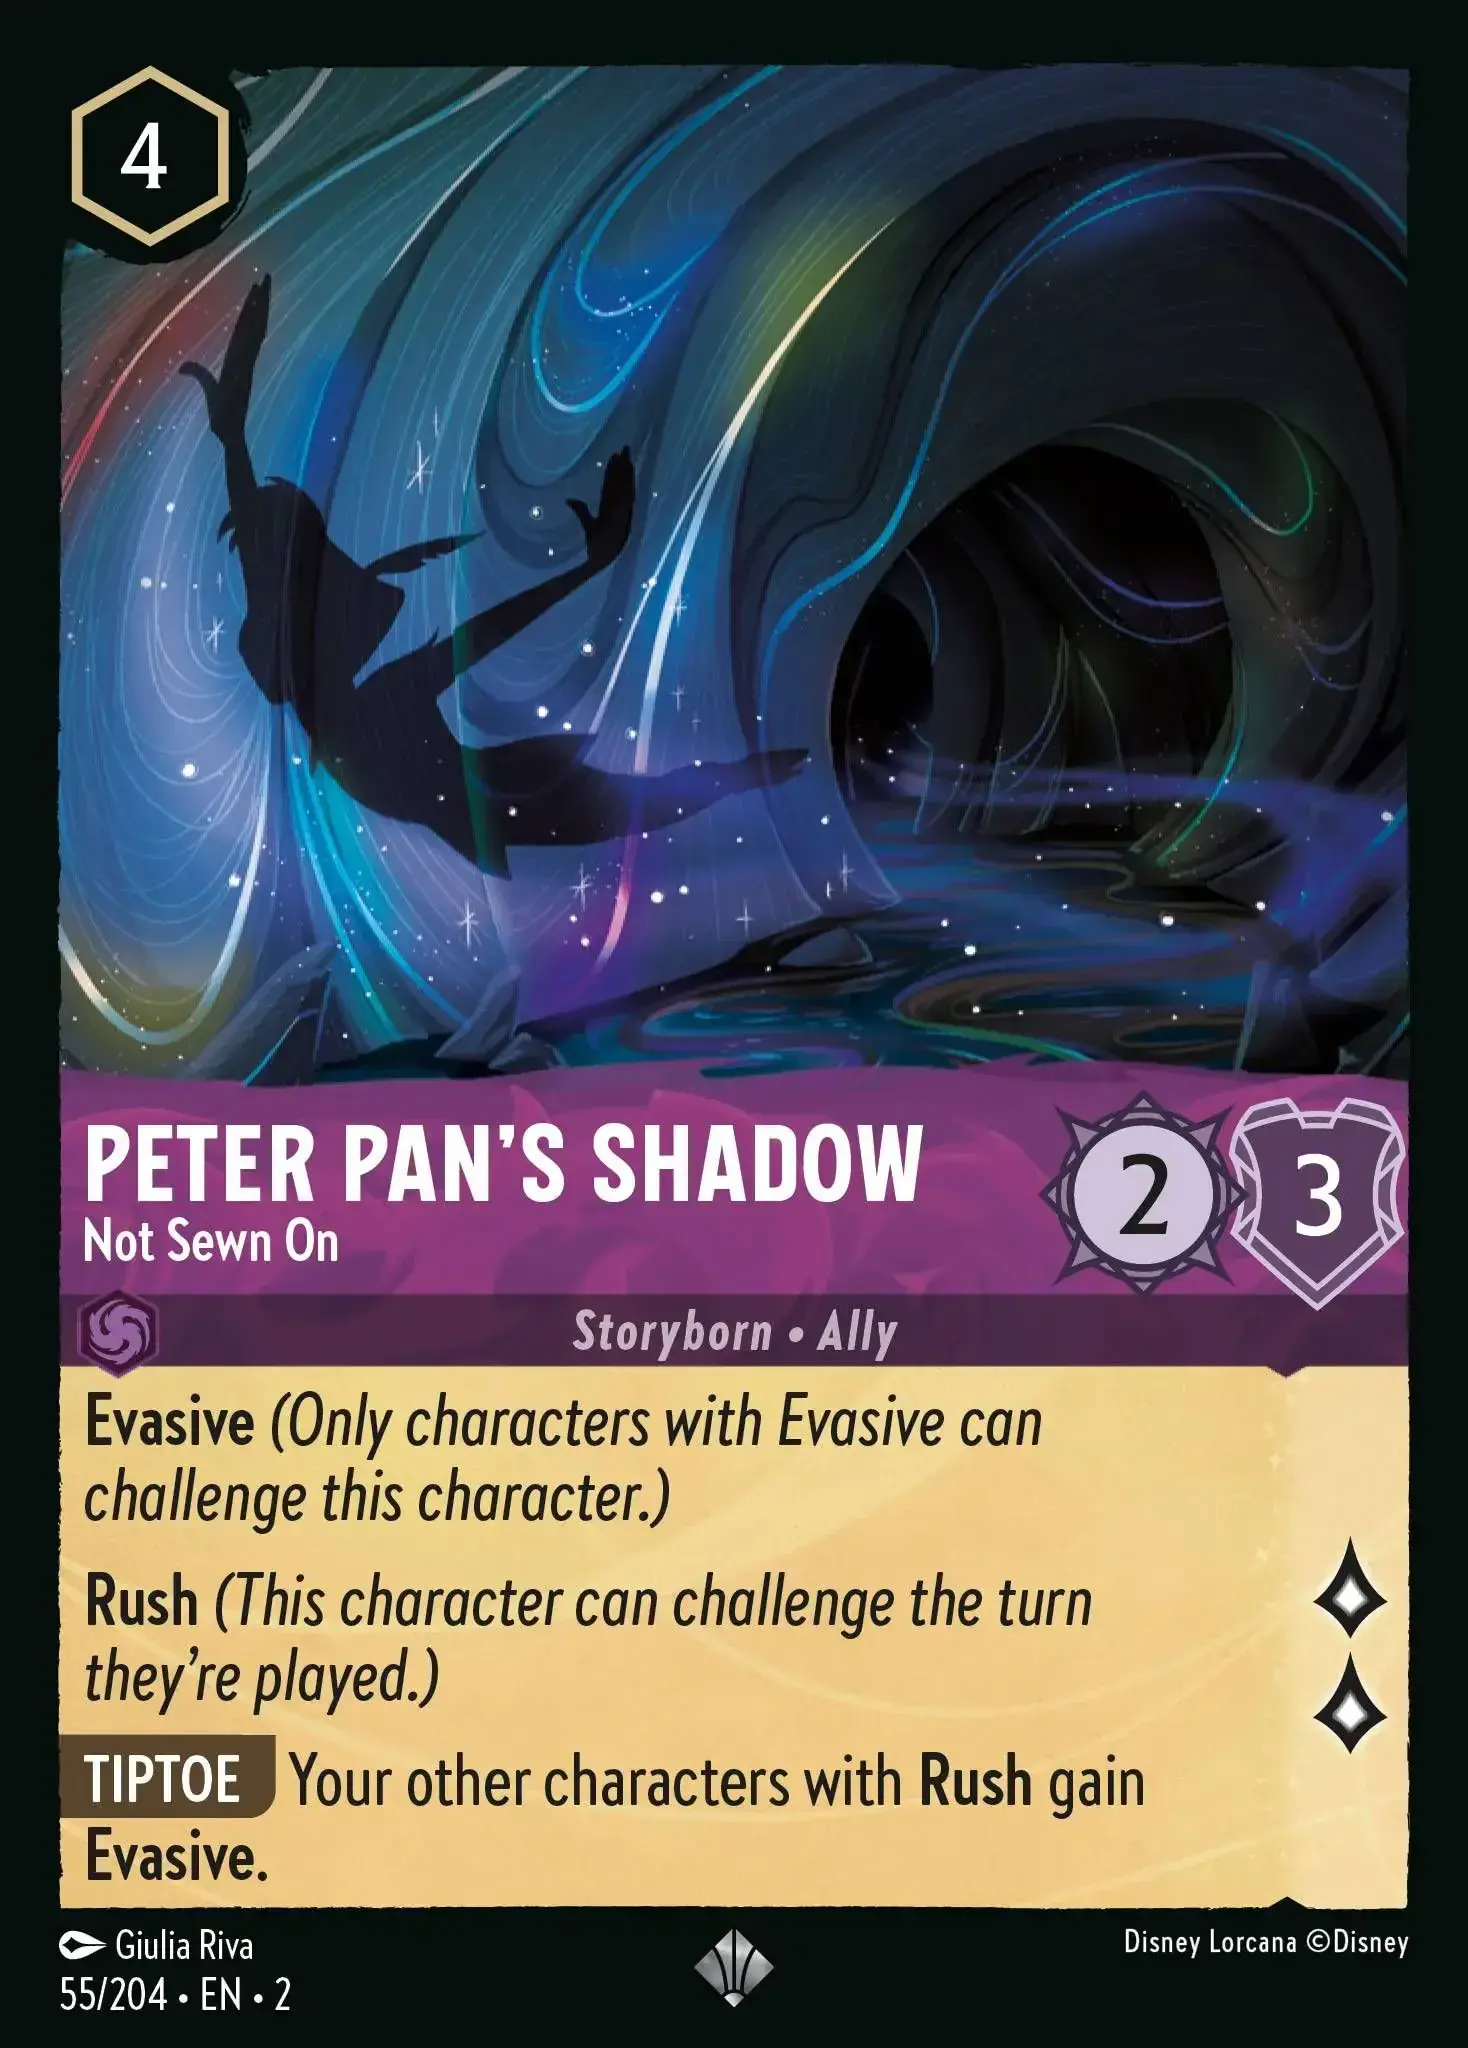 4
PETER PAN'S SHADOW
Not Sewn On
2
3
Storyborn • Ally
Evasive (Only characters with Evasive can
challenge this character.)
Rush (This character can challenge the turn
they're played.)
TIPTOE Your other characters with Rush gain
Evasive.
Giulia Riva
55/204 • EN • 2
Disney Lorcana ©Disney